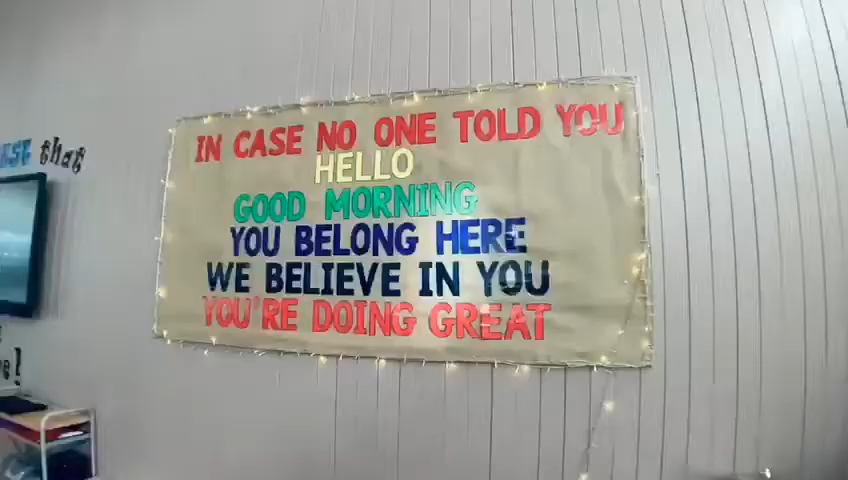 IN CASE NO ONE TOLD YOU
HELLO
GOOD MORNING
YOU BELONG HERE
WE BELIEVE IN YOU
YOU'RE DOING GREAT
that